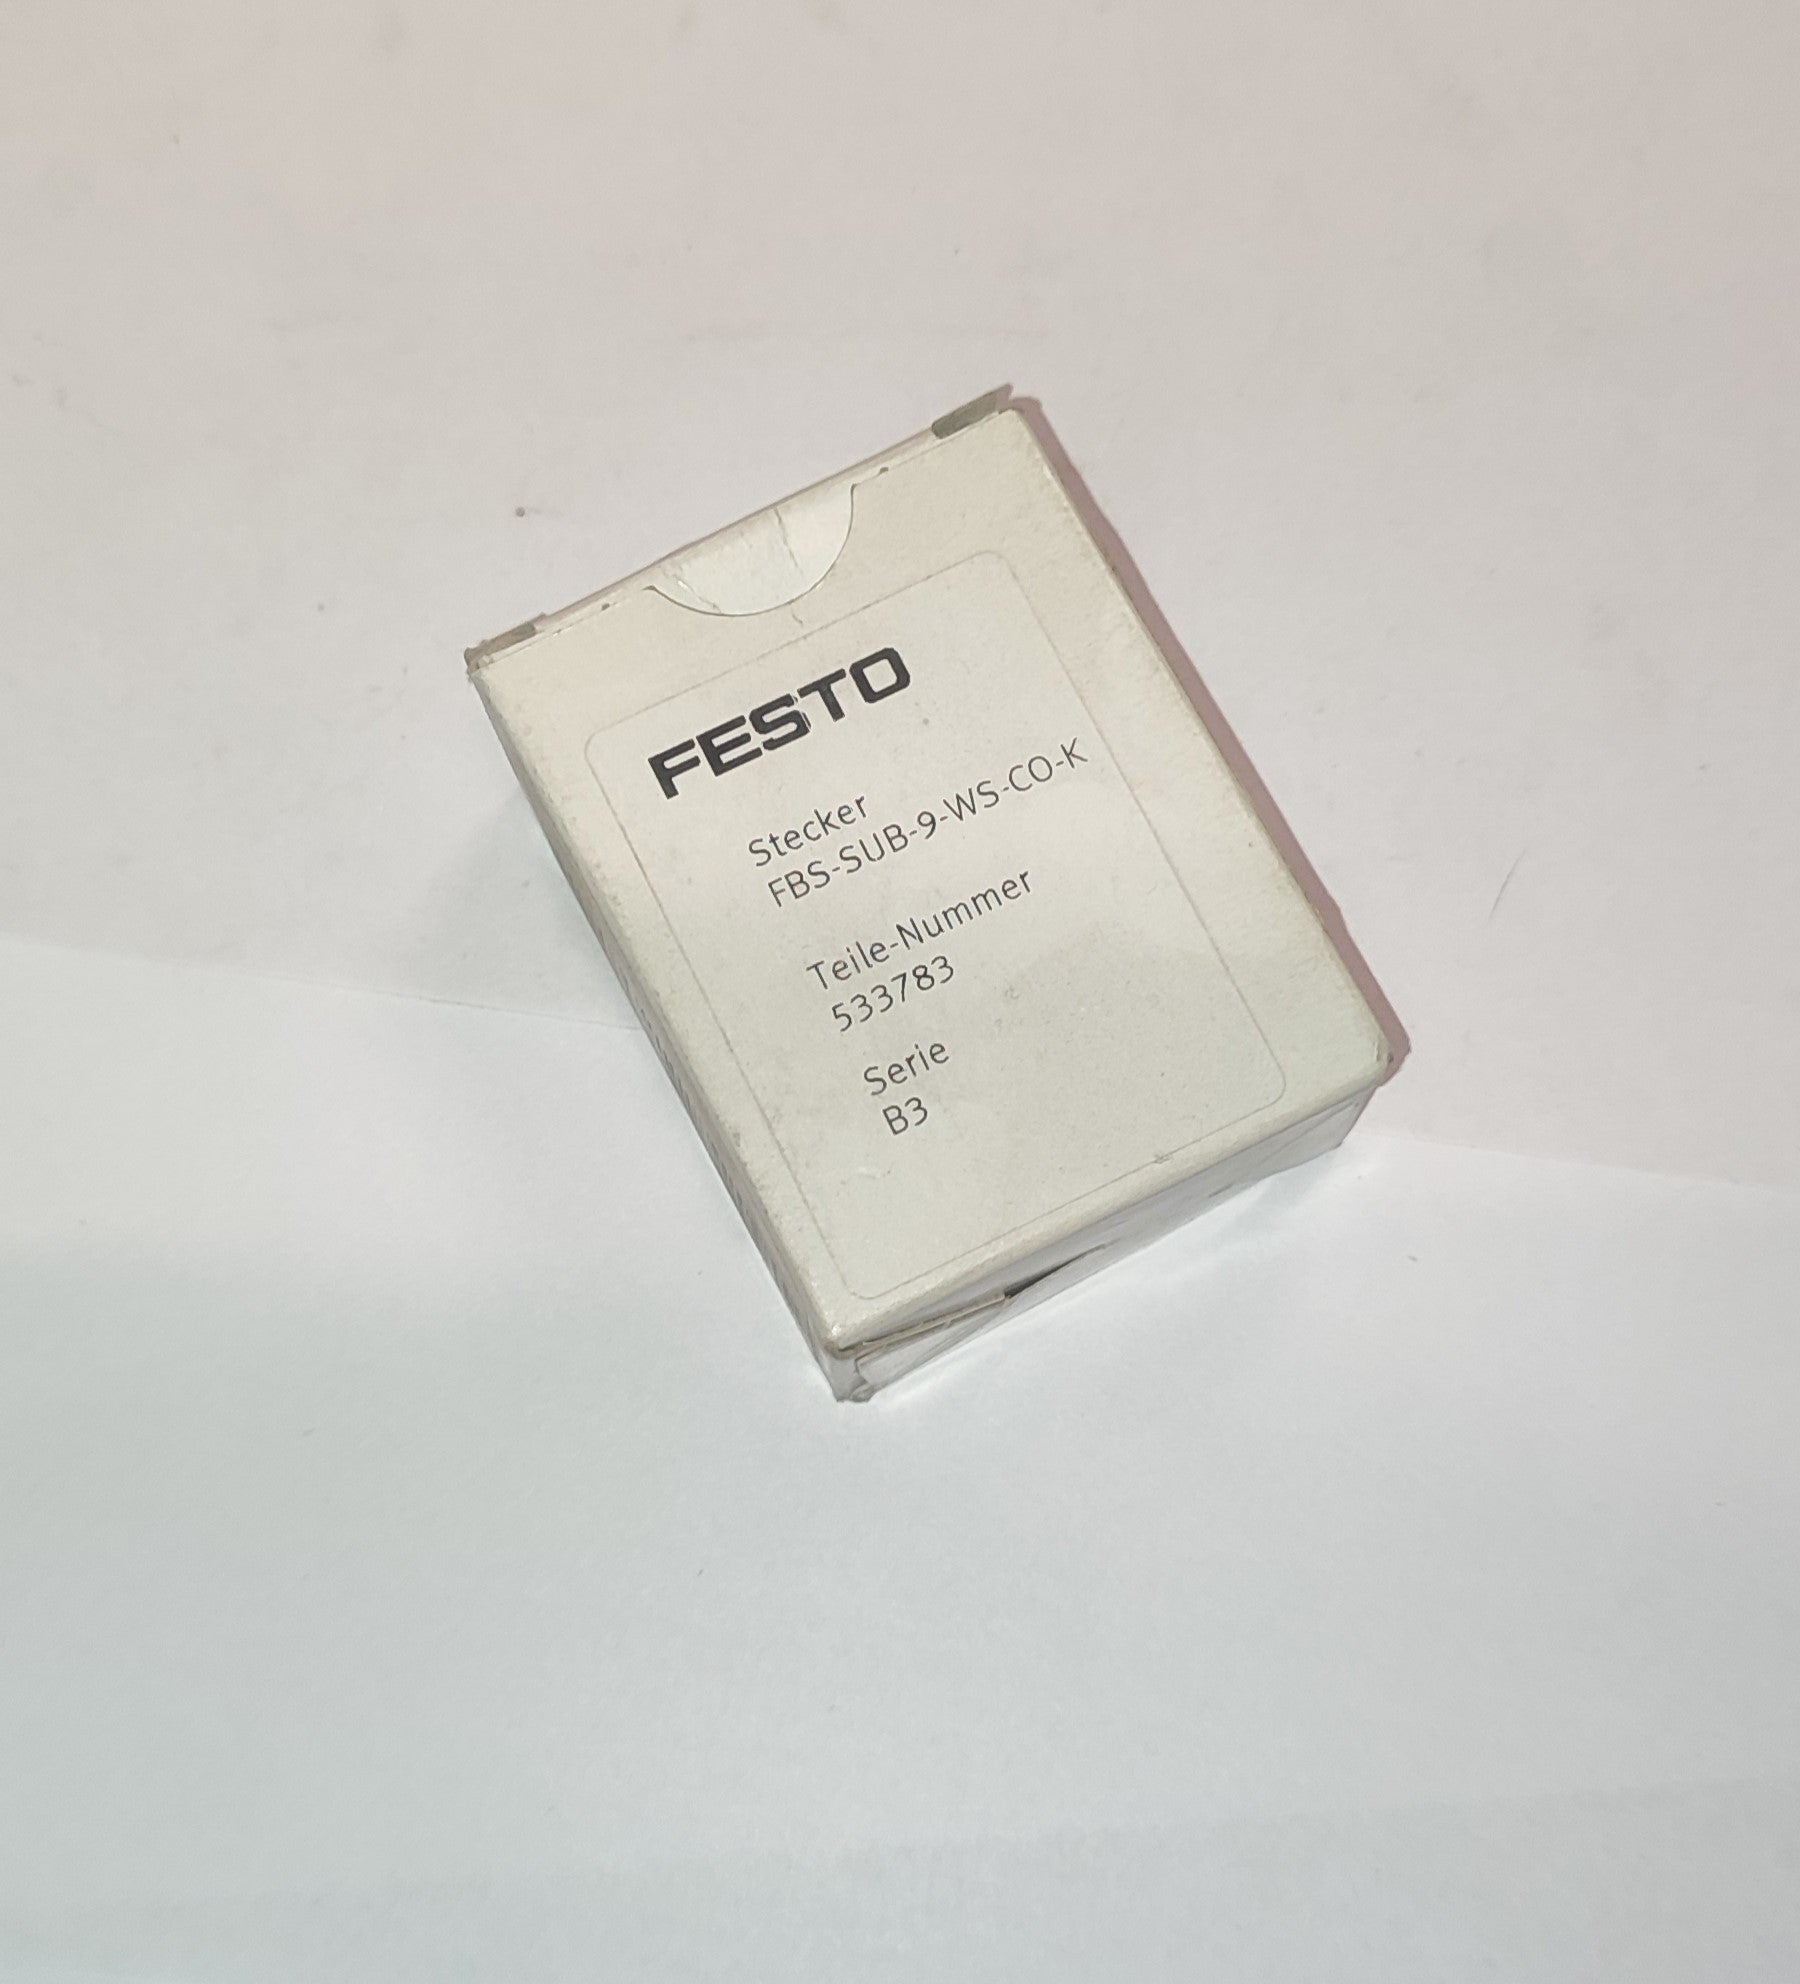 FESTO
Stecker
FBS-SUB-9-WS-CO-K
Teile-Nummer
533783
Serie
B3